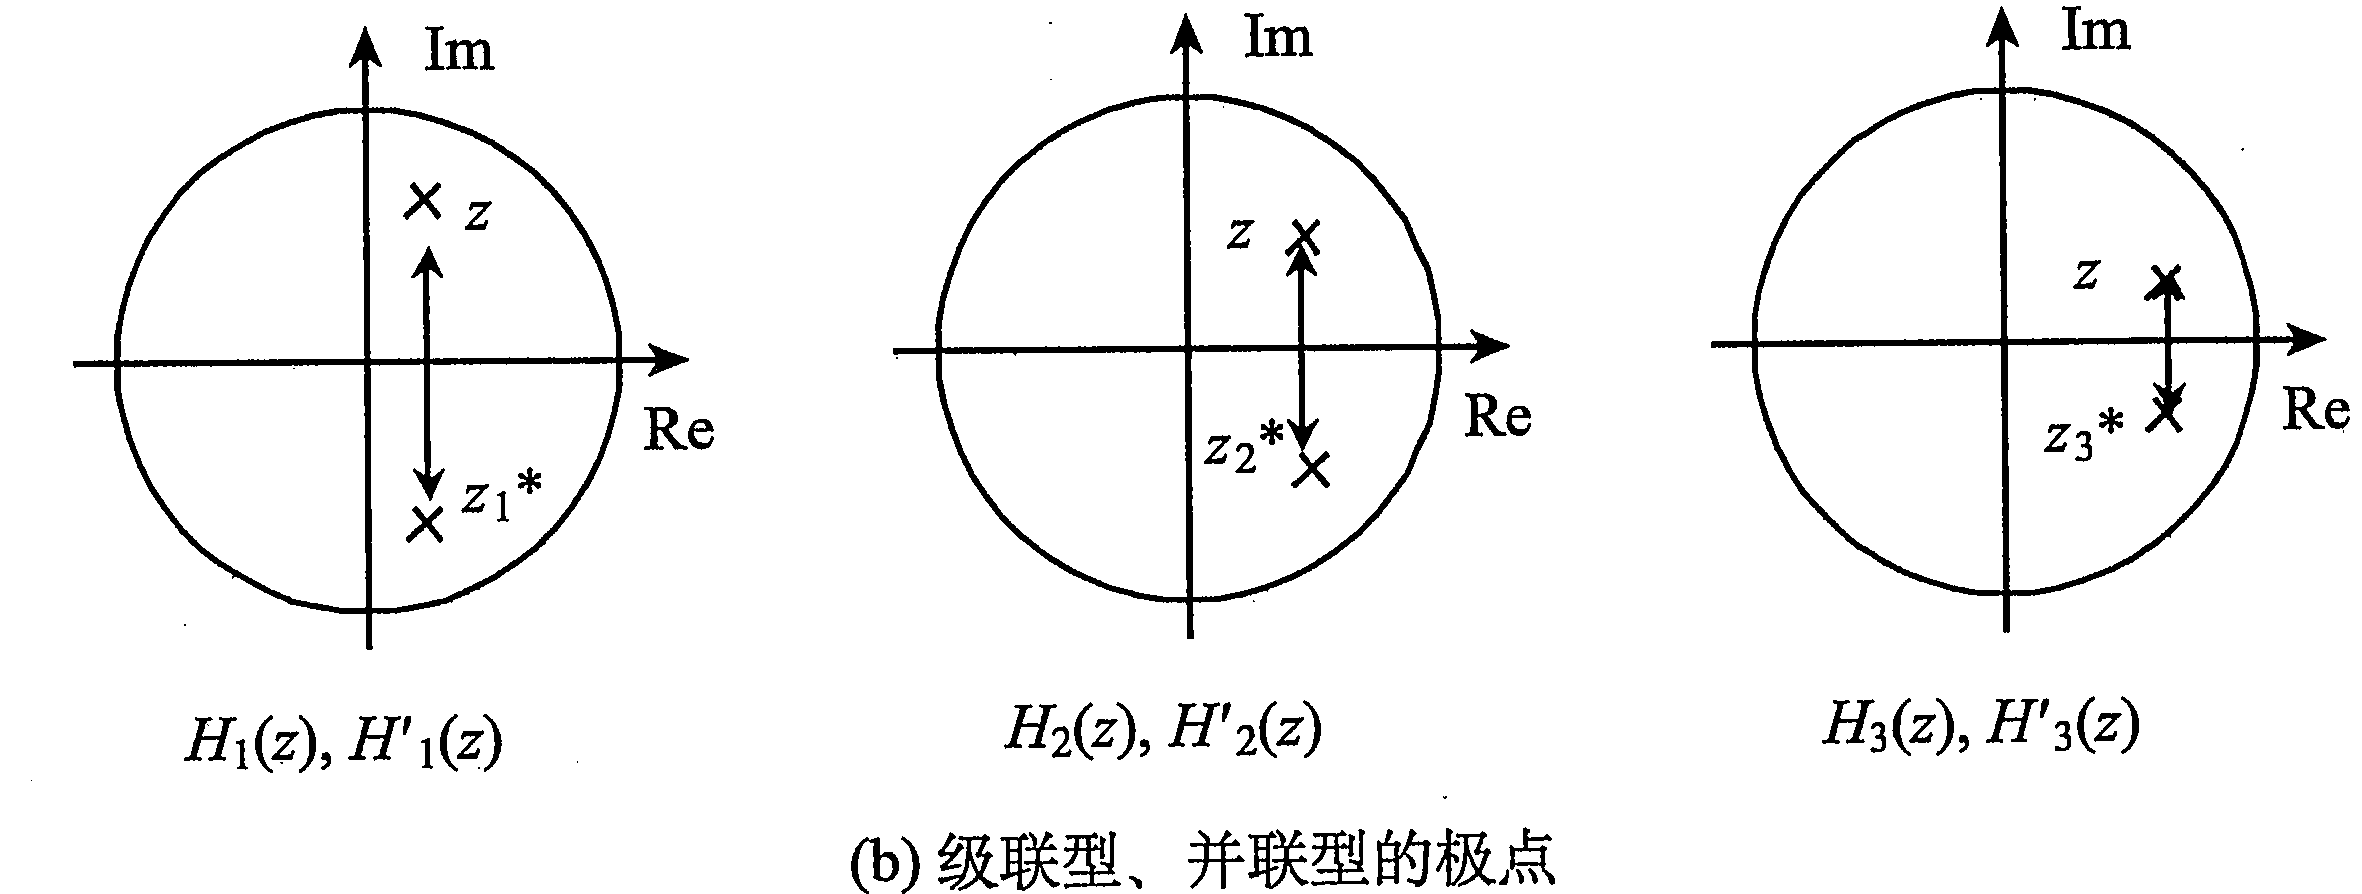 Im
z
z₁*
Re
H₁(z), H'₁(z)
Im
z
z₂*
Re
H₂(z), H'₂(z)
Im
z
z₃*
Re
H₃(z), H'₃(z)
(b) 级联型、并联型的极点